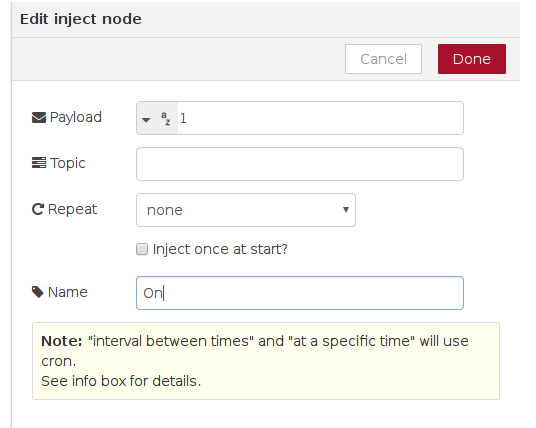 Edit inject node
Cancel
Done
Payload
az 1
Topic
Repeat
none
Inject once at start?
Name
On
Note: "interval between times" and "at a specific time" will use
cron.
See info box for details.